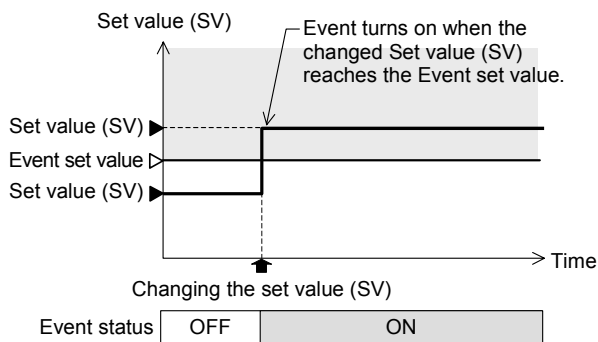 Set value (SV)
Event turns on when the
changed Set value (SV)
reaches the Event set value.
Set value (SV)
Event set value
Set value (SV)
Time
Changing the set value (SV)
Event status OFF ON